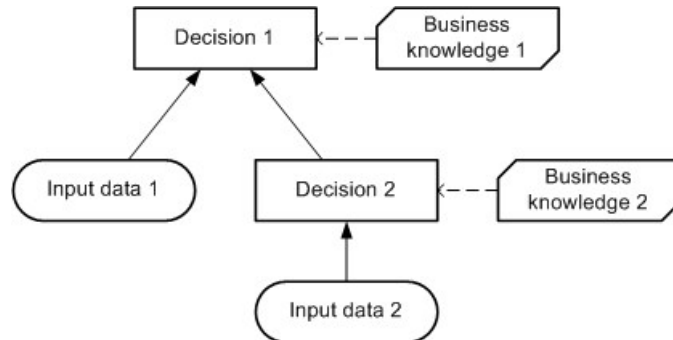 Decision 1
Business
knowledge 1
Input data 1
Decision 2
Business
knowledge 2
Input data 2